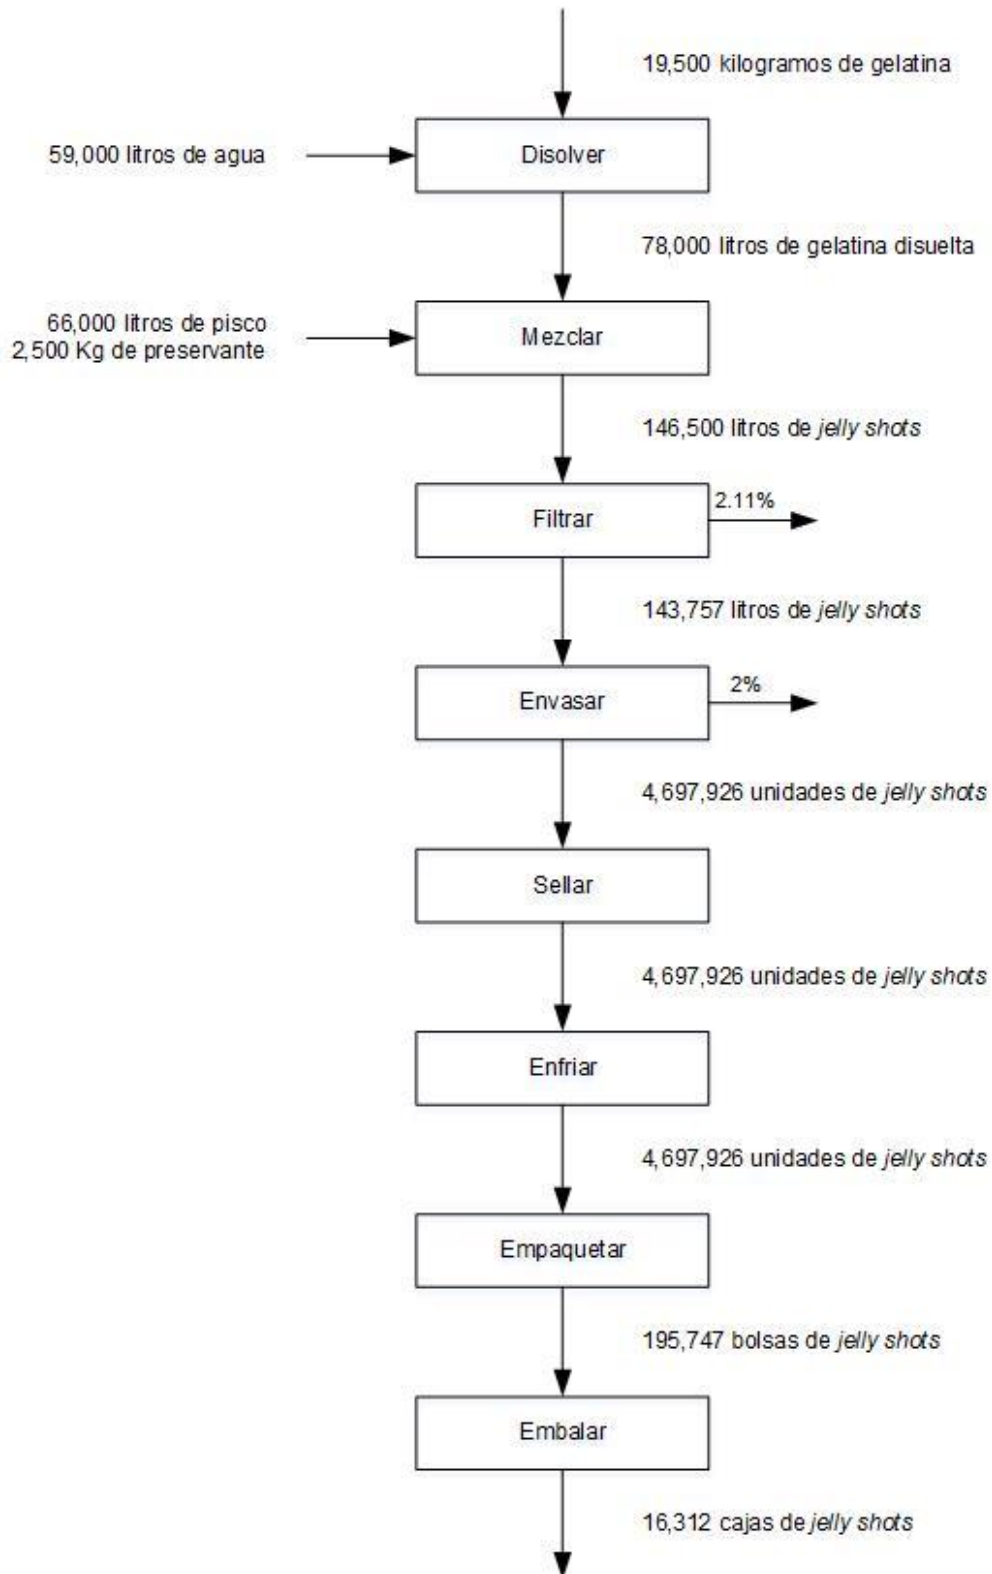 19,500 kilogramos de gelatina
59,000 litros de agua
Disolver
78,000 litros de gelatina disuelta
66,000 litros de pisco
2,500 Kg de preservante
Mezclar
146,500 litros de jelly shots
Filtrar
2.11%
143,757 litros de jelly shots
Envasar
2%
4,697,926 unidades de jelly shots
Sellar
4,697,926 unidades de jelly shots
Enfriar
4,697,926 unidades de jelly shots
Empaquetar
195,747 bolsas de jelly shots
Embalar
16,312 cajas de jelly shots